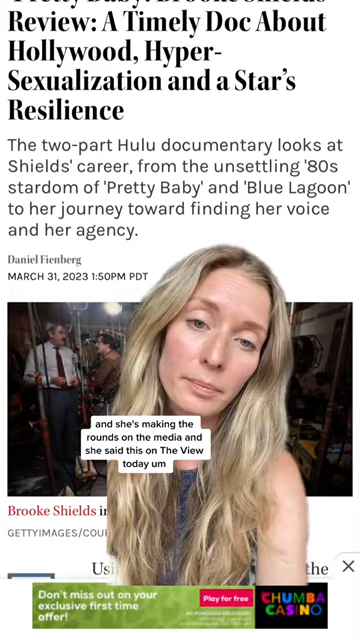 Review: A Timely Doc About
Hollywood, Hyper-
Sexualization and a Star's
Resilience
The two-part Hulu documentary looks at
Shields' career, from the unsettling '80s
stardom of 'Pretty Baby' and 'Blue Lagoon'
to her journey toward finding her voice
and her agency.
Daniel Fienberg
MARCH 31, 2023 1:50PM PDT
and she's making the
rounds on the media and
she said this on The View
today um
Brooke Shields in
GETTYIMAGES/COUR
Usi
the
Don't miss out on your
exclusive first time
offer!
Play for free
CHUMBA
CASINO